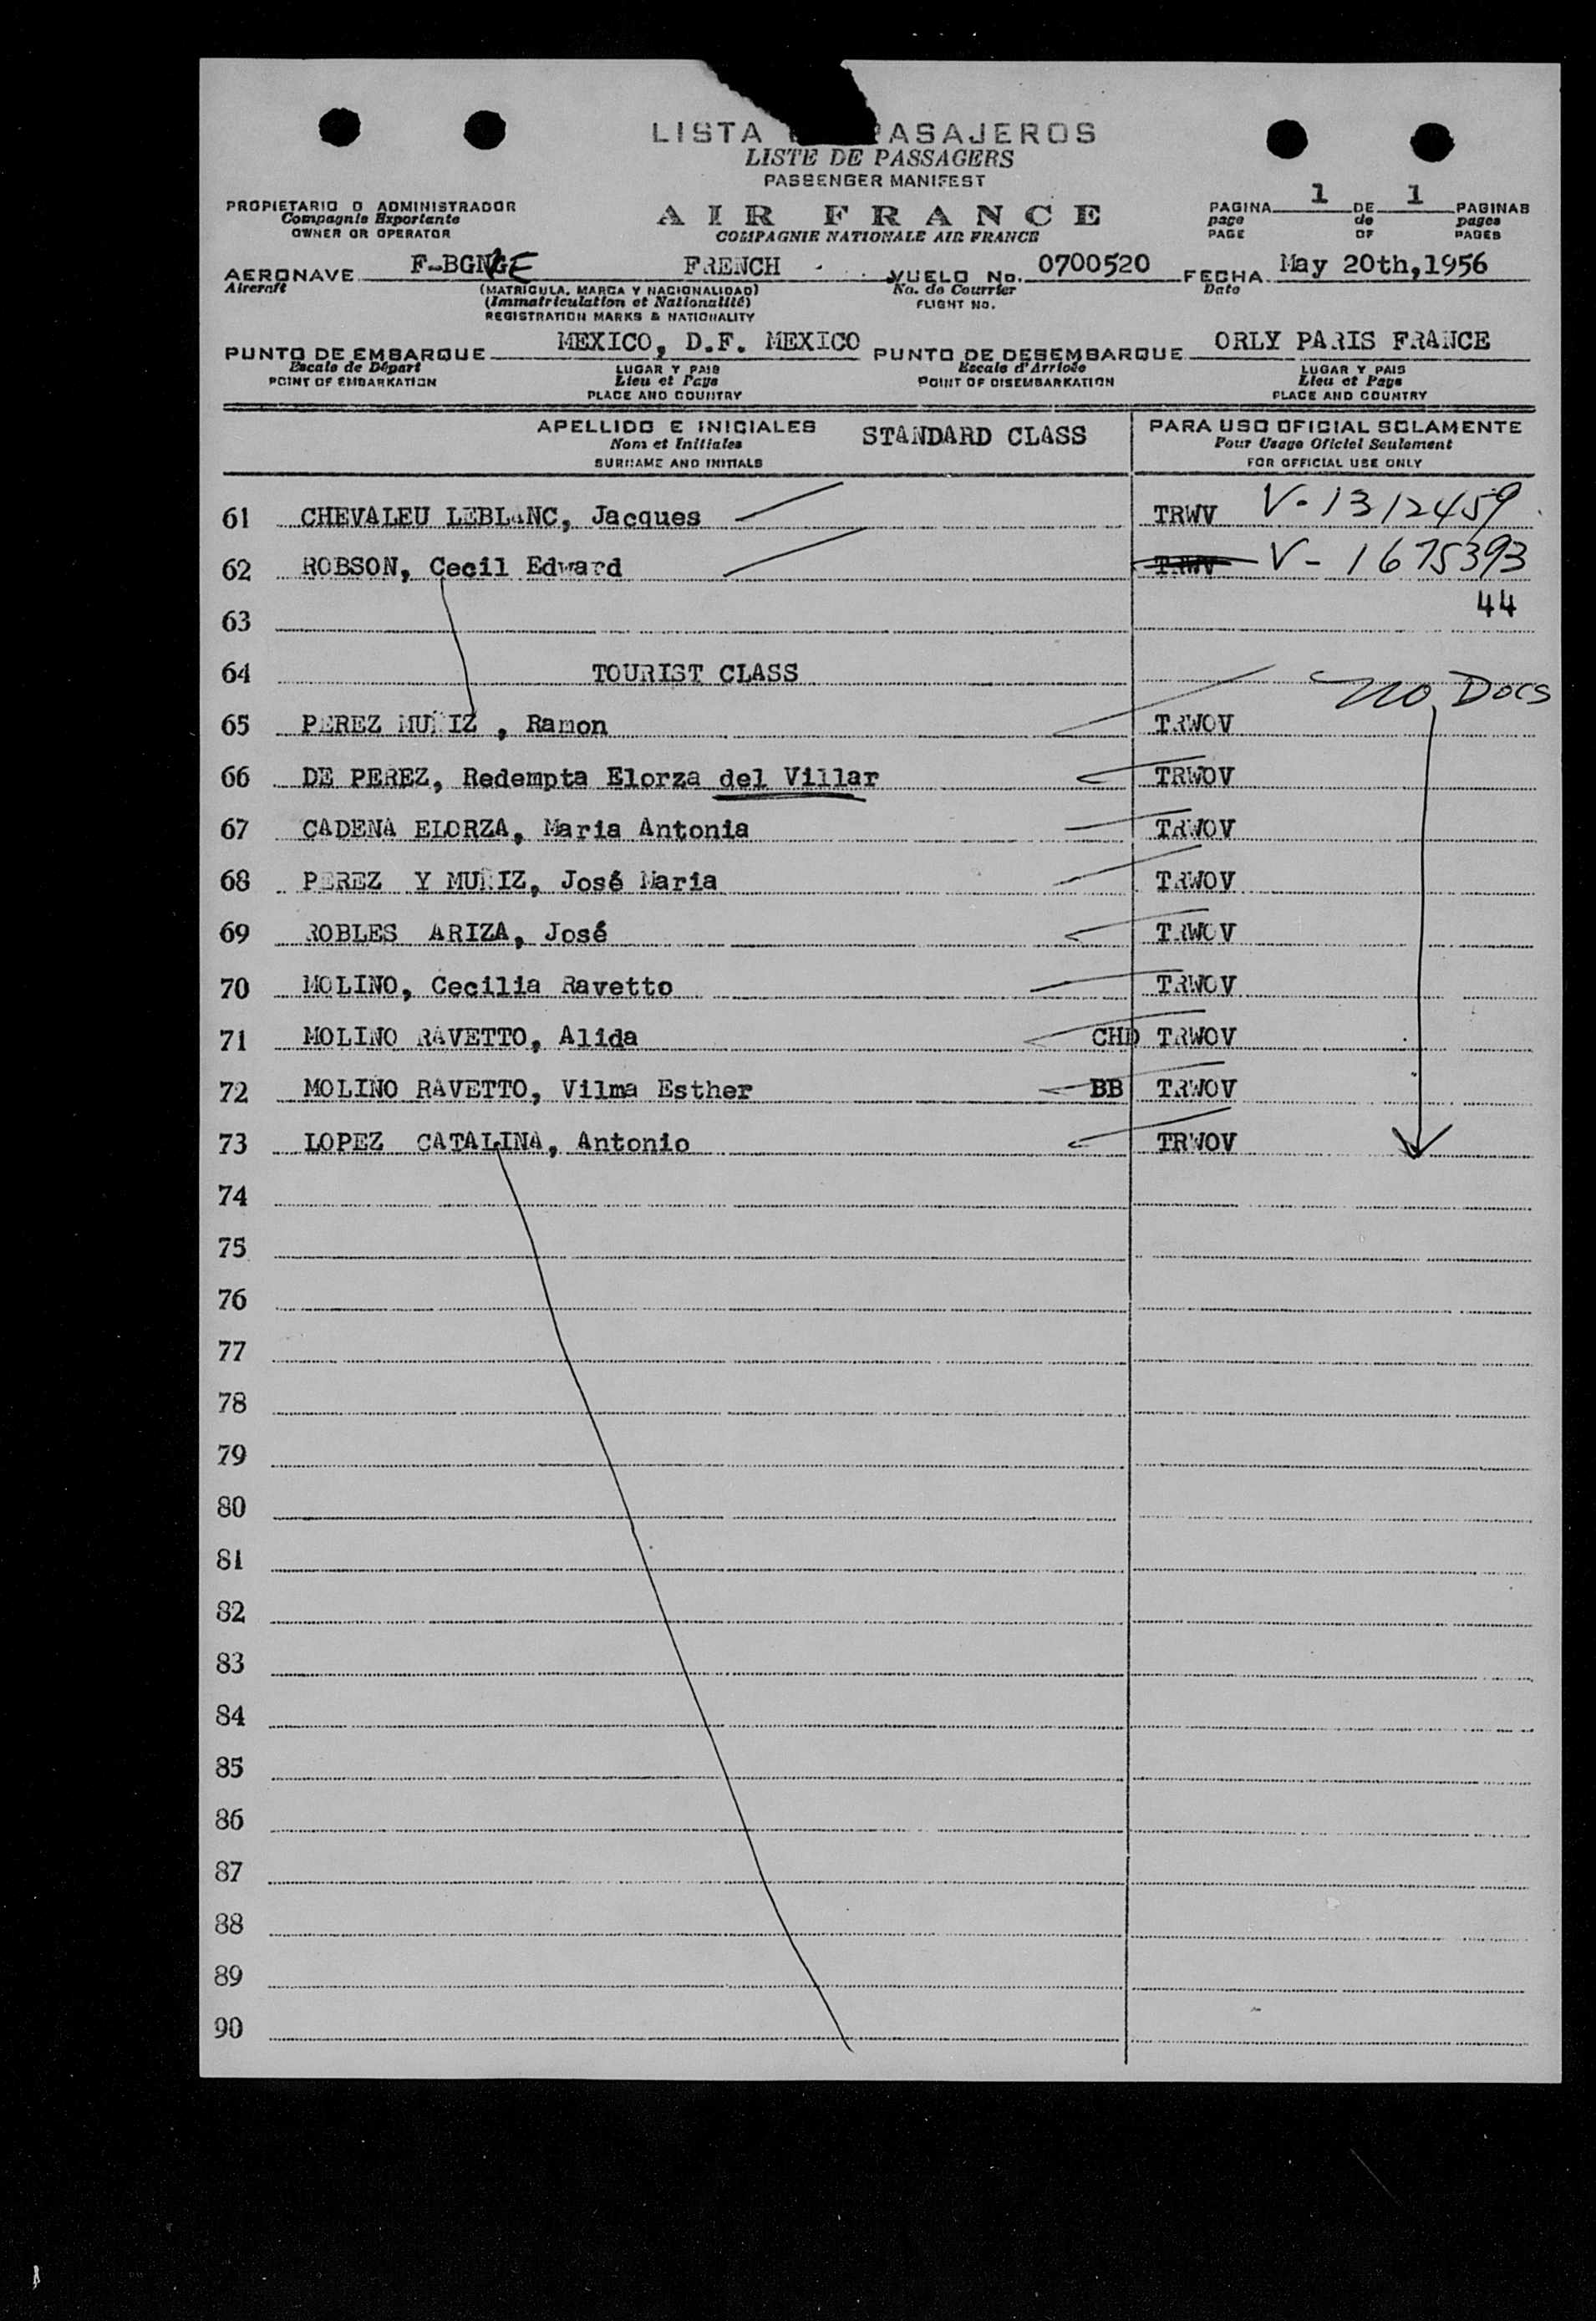 LISTA PASAJEROS
LISTE DE PASSAGERS
PASSENGER MANIFEST
PROPIETARIO O ADMINISTRADOR
Compagnie Exportante
OWNER OR OPERATOR
AIR FRANCE
COMPAGNIE NATIONALE AIR FRANCE
PAGINA 1 DE 1 PAGINAS
page de pages
PAGE OF PAGES
AERONAVE F-BGN FRENCH VUELO No. 0700520 FECHA May 20th,1956
Aircraft (MATRICULA, MARCA Y NACIONALIDAD) No. de Courrier Date
(Immatriculation et Nationalité) FLIGHT NO.
REGISTRATION MARKS & NATIONALITY
PUNTO DE EMBARQUE MEXICO, D.F. MEXICO PUNTO DE DESEMBARQUE ORLY PARIS FRANCE
Escale de Départ LUGAR Y PAIS Escale d'Arrivée LUGAR Y PAIS
POINT OF EMBARKATION Lieu et Pays POINT OF DISEMBARKATION Lieu et Pays
PLACE AND COUNTRY PLACE AND COUNTRY
APELLIDO E INICIALES STANDARD CLASS PARA USO OFICIAL SOLAMENTE
Nom et Initiales Pour Usage Oficiel Seulement
SURNAME AND INITIALS FOR OFFICIAL USE ONLY
61 CHEVALEU LEBLANC, Jacques TRWV V-1312459
62 ROBSON, Cecil Edward TRWV V-1675393
63 44
64 TOURIST CLASS no Docs
65 PEREZ MUÑIZ , Ramon TRWOV
66 DE PEREZ, Redempta Elorza del Villar TRWOV
67 CADENA ELORZA, Maria Antonia TRWOV
68 PEREZ Y MUÑIZ, José Maria TRWOV
69 ROBLES ARIZA, José TRWOV
70 MOLINO, Cecilia Ravetto TRWOV
71 MOLINO RAVETTO, Alida CHD TRWOV
72 MOLINO RAVETTO, Vilma Esther BB TRWOV
73 LOPEZ CATALINA, Antonio TRWOV
74
75
76
77
78
79
80
81
82
83
84
85
86
87
88
89
90